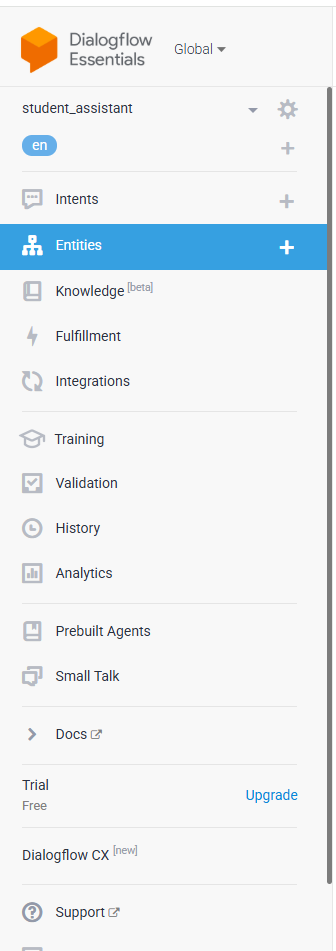 Dialogflow
Essentials
Global
student_assistant
en
Intents
Entities
Knowledge [beta]
Fulfillment
Integrations
Training
Validation
History
Analytics
Prebuilt Agents
Small Talk
Docs
Trial
Free
Upgrade
Dialogflow CX [new]
Support